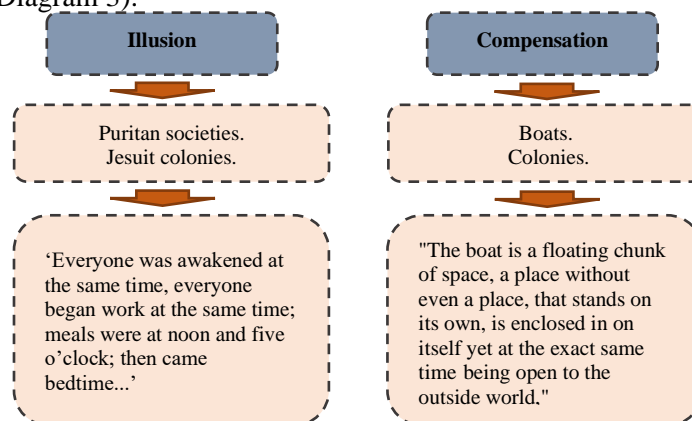 Diagram 3).
Illusion
Puritan societies.
Jesuit colonies.
‘Everyone was awakened at
the same time, everyone
began work at the same time;
meals were at noon and five
o’clock; then came
bedtime...’
Compensation
Boats.
Colonies.
"The boat is a floating chunk
of space, a place without
even a place, that stands on
its own, is enclosed in on
itself yet at the exact same
time being open to the
outside world,"